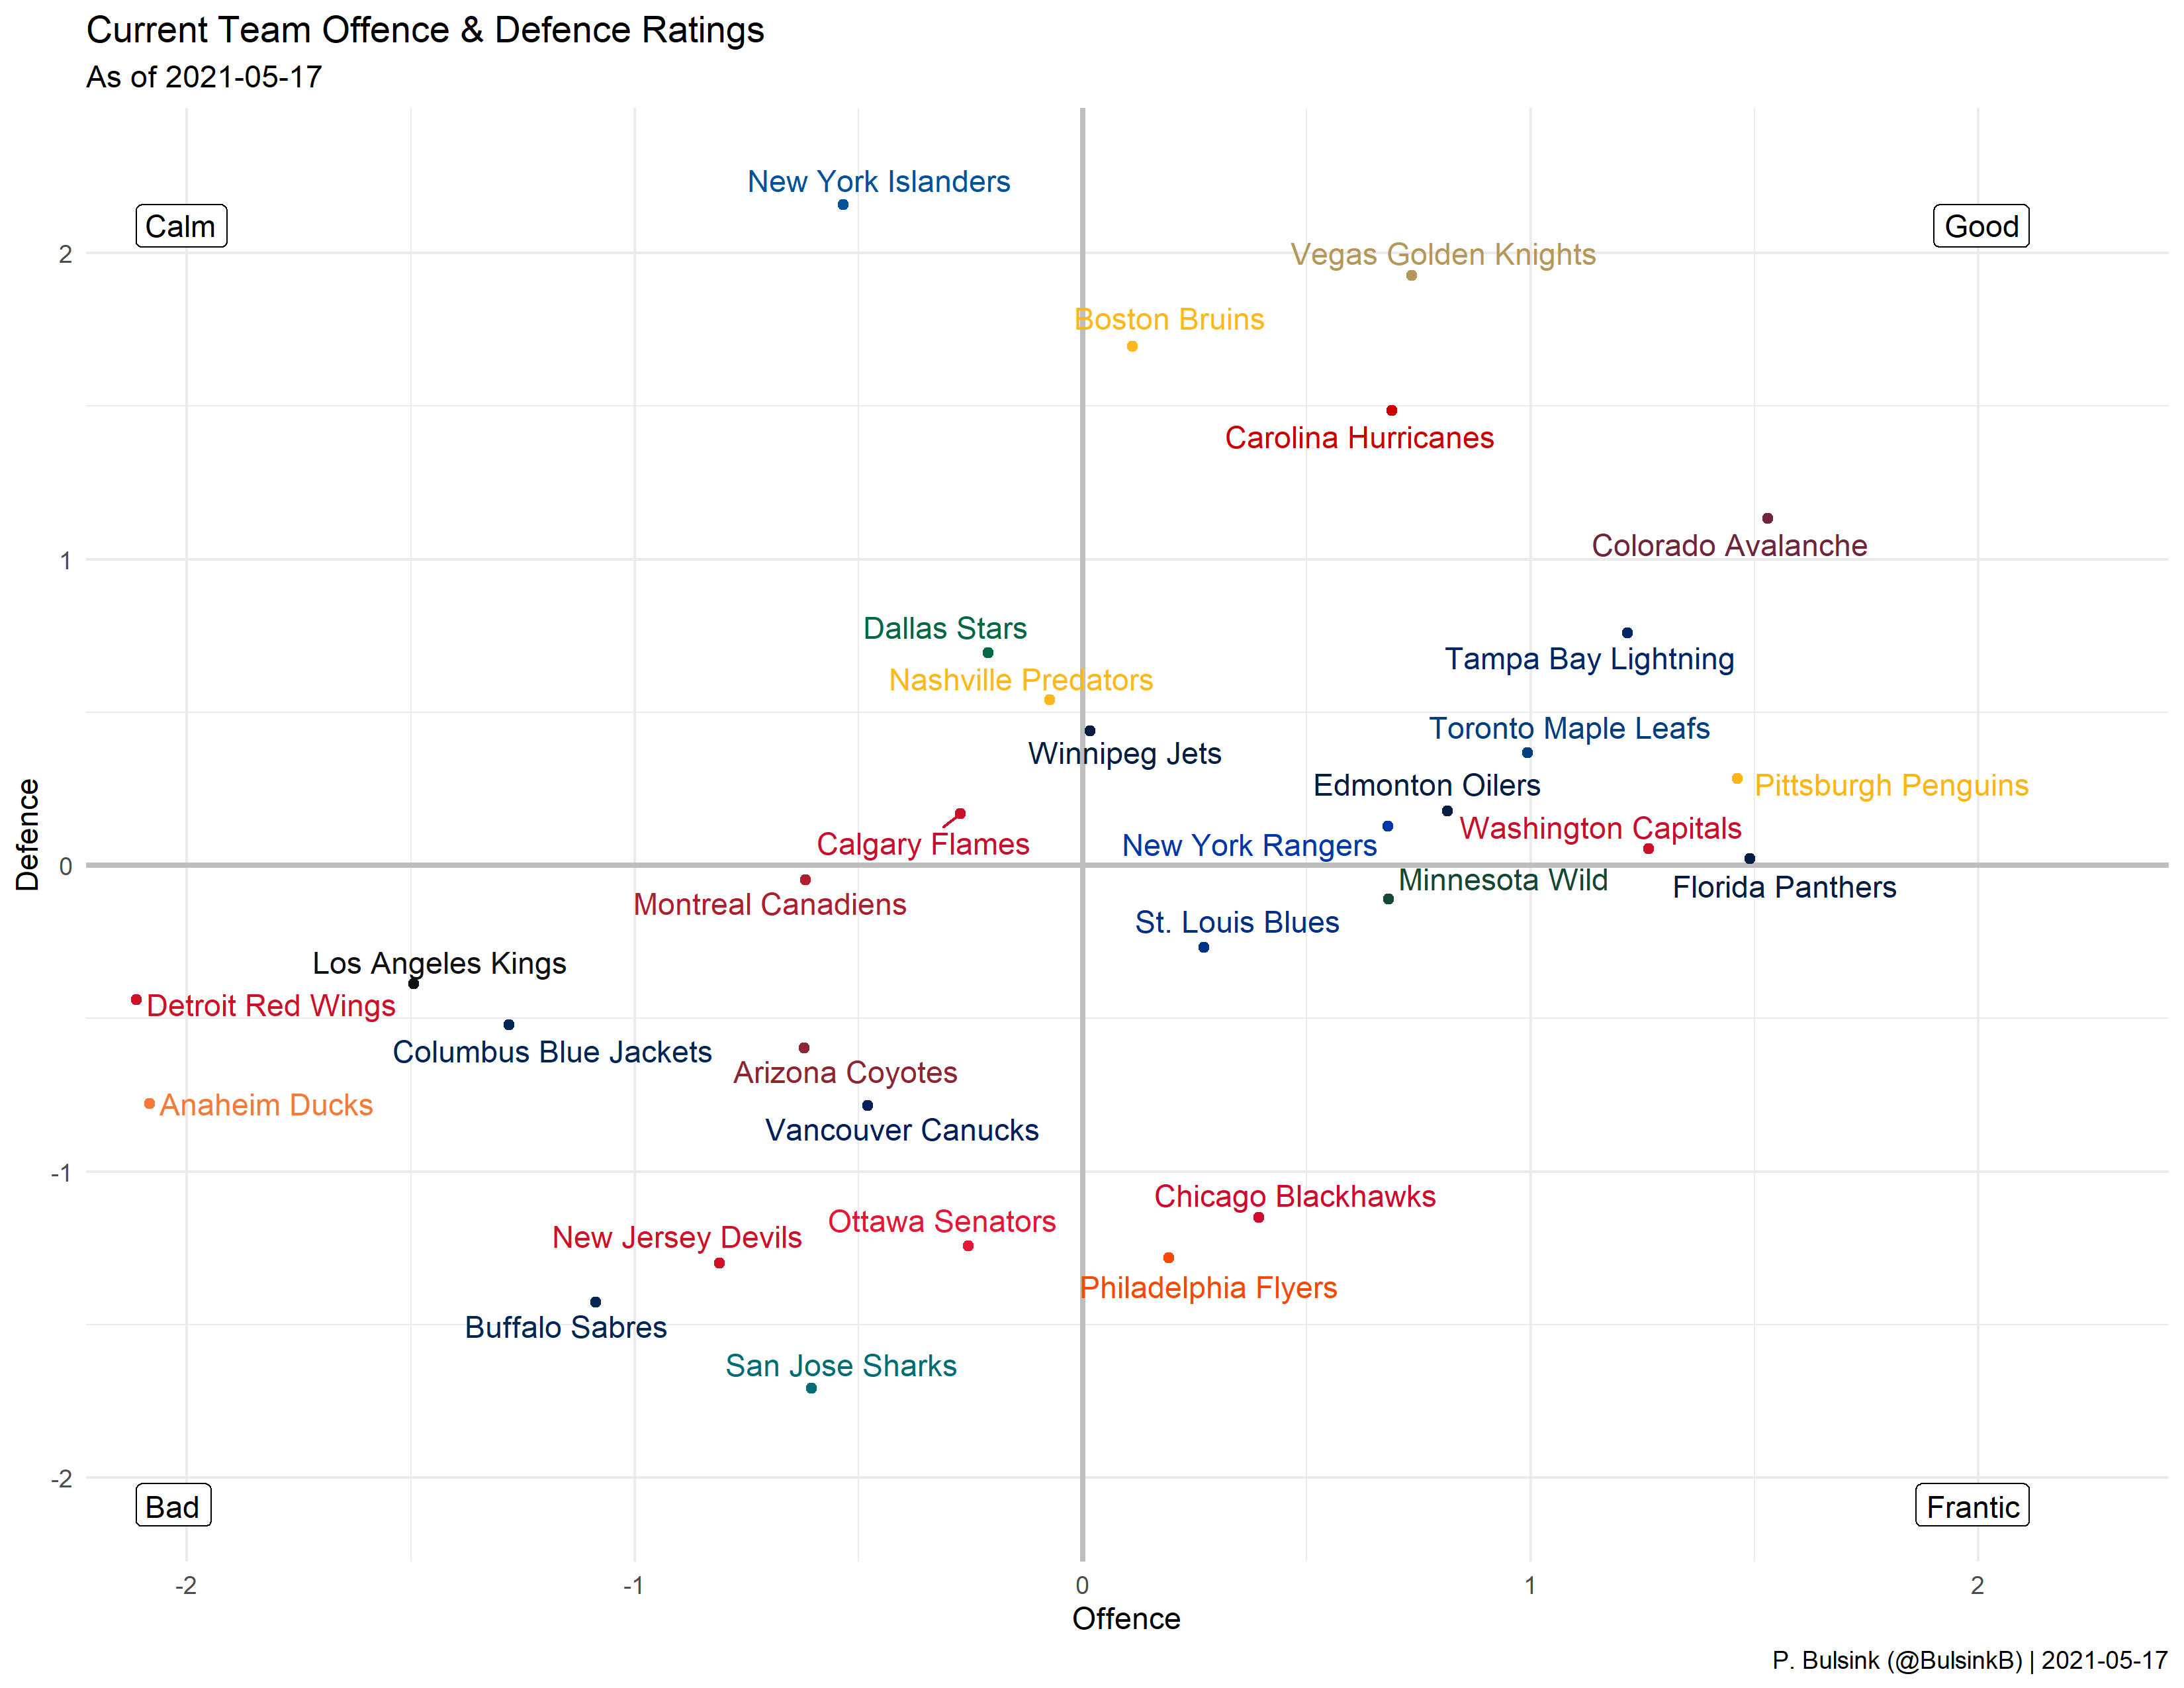 Current Team Offence & Defence Ratings
As of 2021-05-17
New York Islanders
Calm
Good
2
Vegas Golden Knights
Boston Bruins
Carolina Hurricanes
Colorado Avalanche
1
Dallas Stars
Tampa Bay Lightning
Nashville Predators
Toronto Maple Leafs
Winnipeg Jets
Edmonton Oilers
Pittsburgh Penguins
Washington Capitals
Calgary Flames
New York Rangers
Defence
0
Minnesota Wild
Florida Panthers
Montreal Canadiens
St. Louis Blues
Los Angeles Kings
Detroit Red Wings
Columbus Blue Jackets
Arizona Coyotes
Anaheim Ducks
Vancouver Canucks
-1
Chicago Blackhawks
Ottawa Senators
New Jersey Devils
Philadelphia Flyers
Buffalo Sabres
San Jose Sharks
-2
Bad
Frantic
-2
-1
0
1
2
Offence
P. Bulsink (@BulsinkB) | 2021-05-17